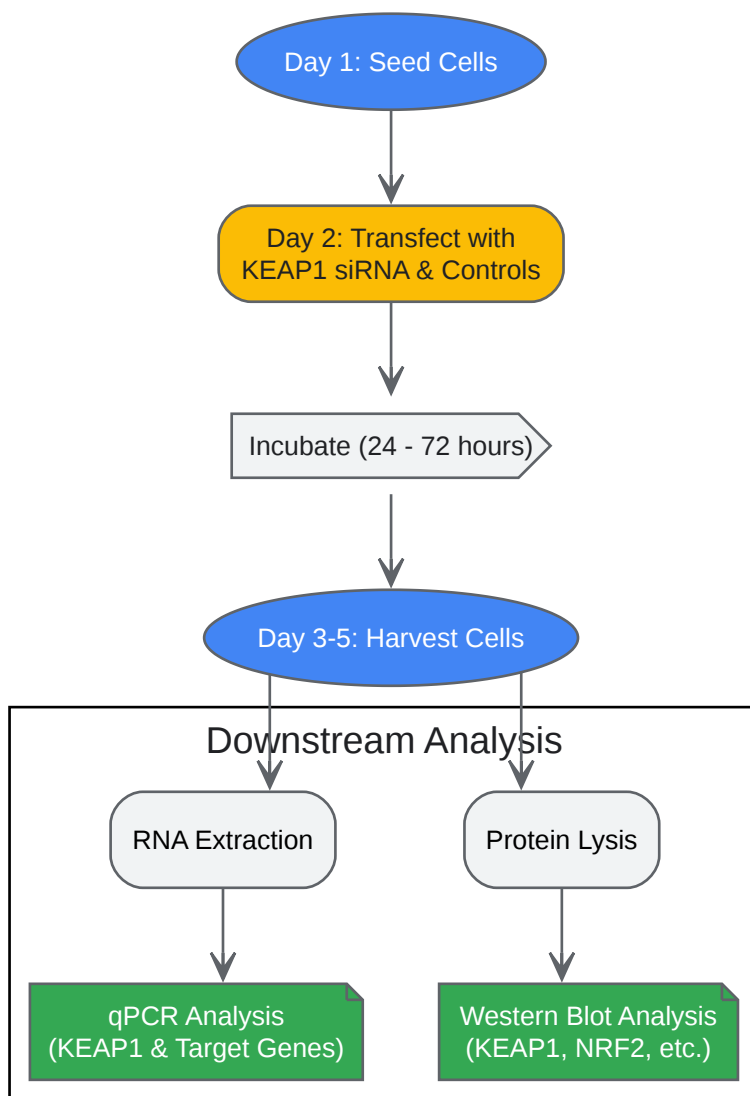 Day 1: Seed Cells
Day 2: Transfect with
KEAP1 siRNA & Controls
Incubate (24 - 72 hours)
Day 3-5: Harvest Cells
Downstream Analysis
RNA Extraction
Protein Lysis
qPCR Analysis
(KEAP1 & Target Genes)
Western Blot Analysis
(KEAP1, NRF2, etc.)